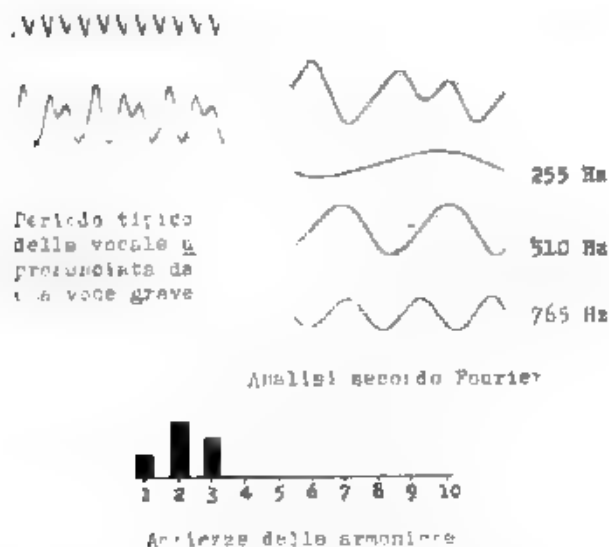 255 Hz
510 Hz
Periodo tipico
della vocale u
pronunciata da
voce grave
765 Hz
Analisi secondo Fourier
1 2 3 4 5 6 7 8 9 10
Ampiezza delle armoniche